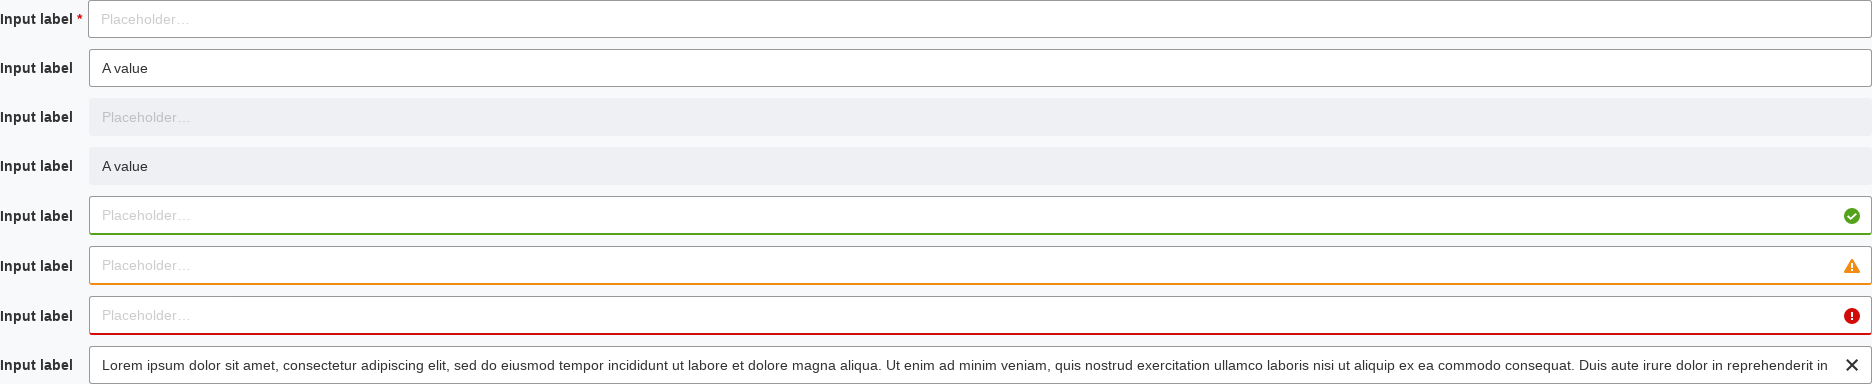 Input label * Placeholder…
Input label A value
Input label Placeholder…
Input label A value
Input label Placeholder…
Input label Placeholder…
Input label Placeholder…
Input label Lorem ipsum dolor sit amet, consectetur adipiscing elit, sed do eiusmod tempor incididunt ut labore et dolore magna aliqua. Ut enim ad minim veniam, quis nostrud exercitation ullamco laboris nisi ut aliquip ex ea commodo consequat. Duis aute irure dolor in reprehenderit in